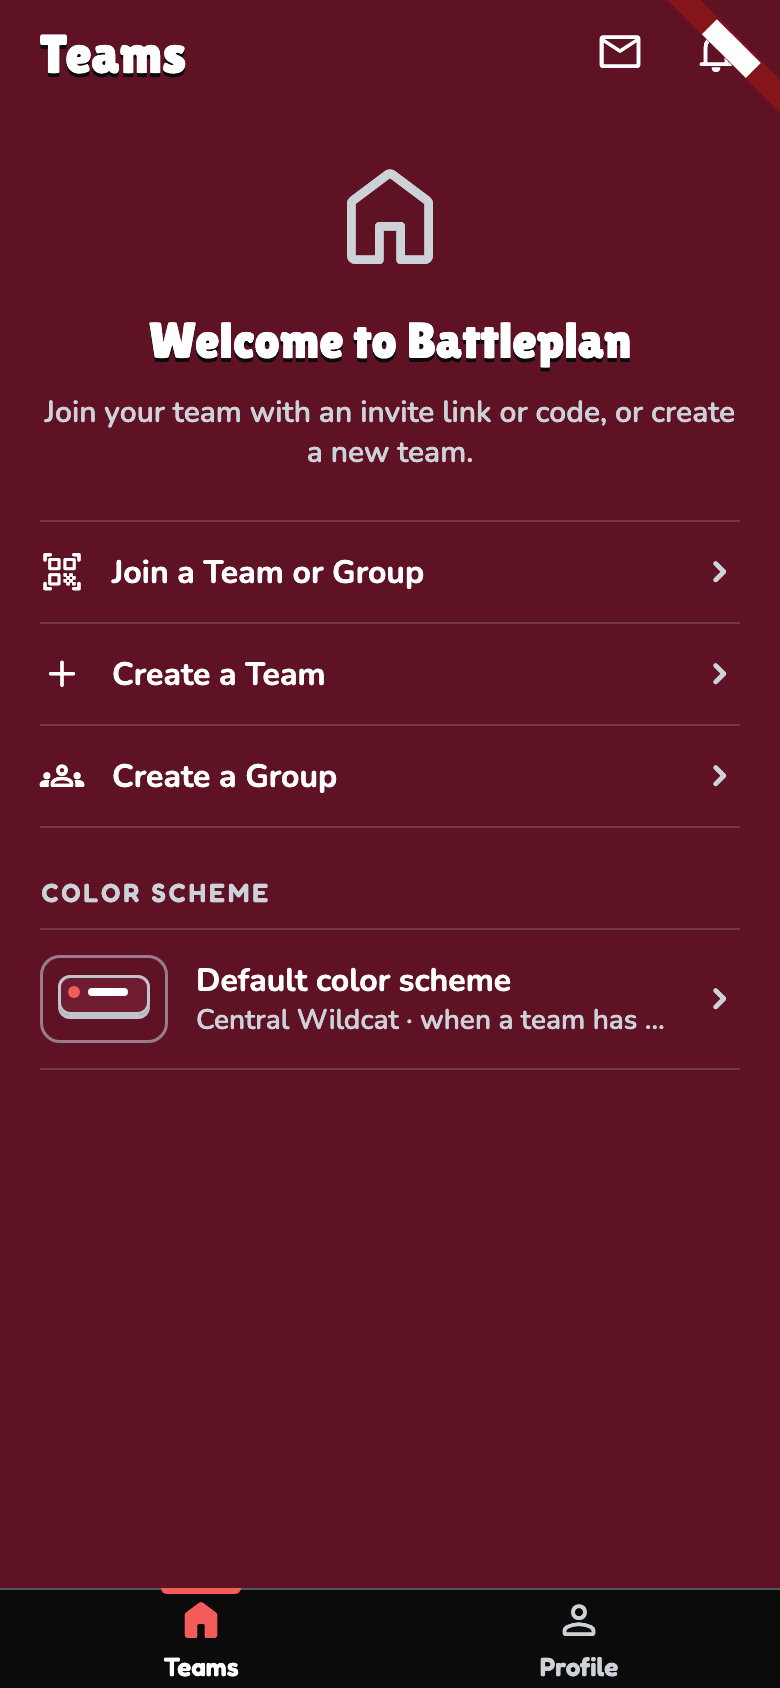 Teams
Welcome to Battleplan
Join your team with an invite link or code, or create
a new team.
Join a Team or Group
Create a Team
Create a Group
COLOR SCHEME
Default color scheme
Central Wildcat · when a team has ...
Teams
Profile